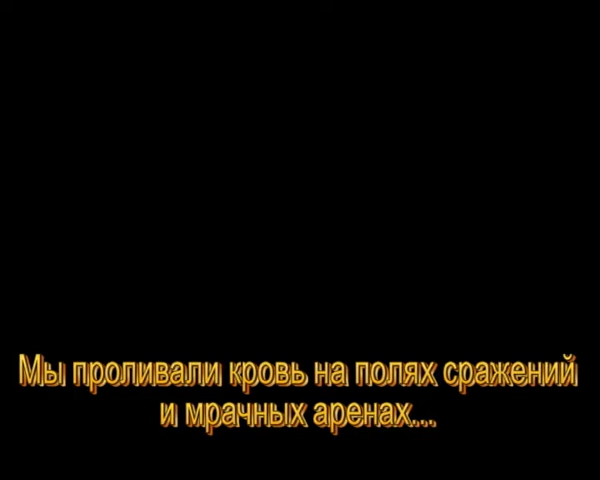 Мы проливали кровь на полях сражений
и мрачных аренах...